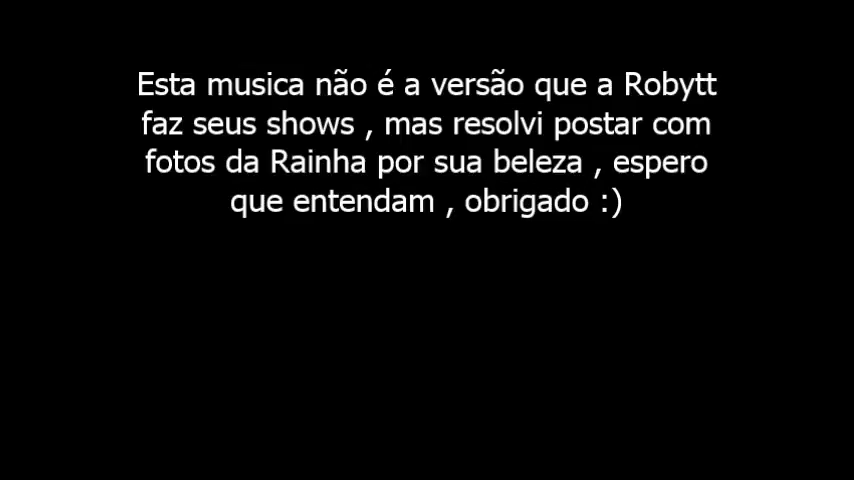 Esta musica não é a versão que a Robytt
faz seus shows , mas resolvi postar com
fotos da Rainha por sua beleza , espero
que entendam , obrigado :)